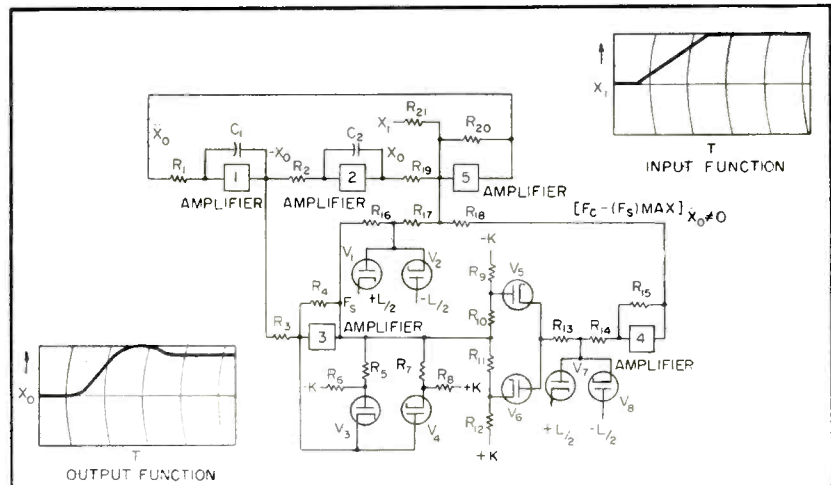 X₁
T
INPUT FUNCTION
R₂₁
X₁
R₂₀
Ẍ₀
C₁
-Ẋ₀
C₂
X₀
R₁
1
R₂
2
R₁₉
5
AMPLIFIER
AMPLIFIER
AMPLIFIER
R₁₆
R₁₇
R₁₈
[F_C-(F_S)MAX] Ẋ₀≠0
V₁
V₂
-K
R₉
V₅
R₄
F_S
+L/2
-L/2
R₁₅
R₃
3
AMPLIFIER
R₁₀
R₁₃
R₁₄
4
AMPLIFIER
R₅
R₇
R₁₁
V₇
-K
R₆
R₈
+K
V₆
V₈
V₃
V₄
R₁₂
+L/2
-L/2
+K
X₀
T
OUTPUT FUNCTION